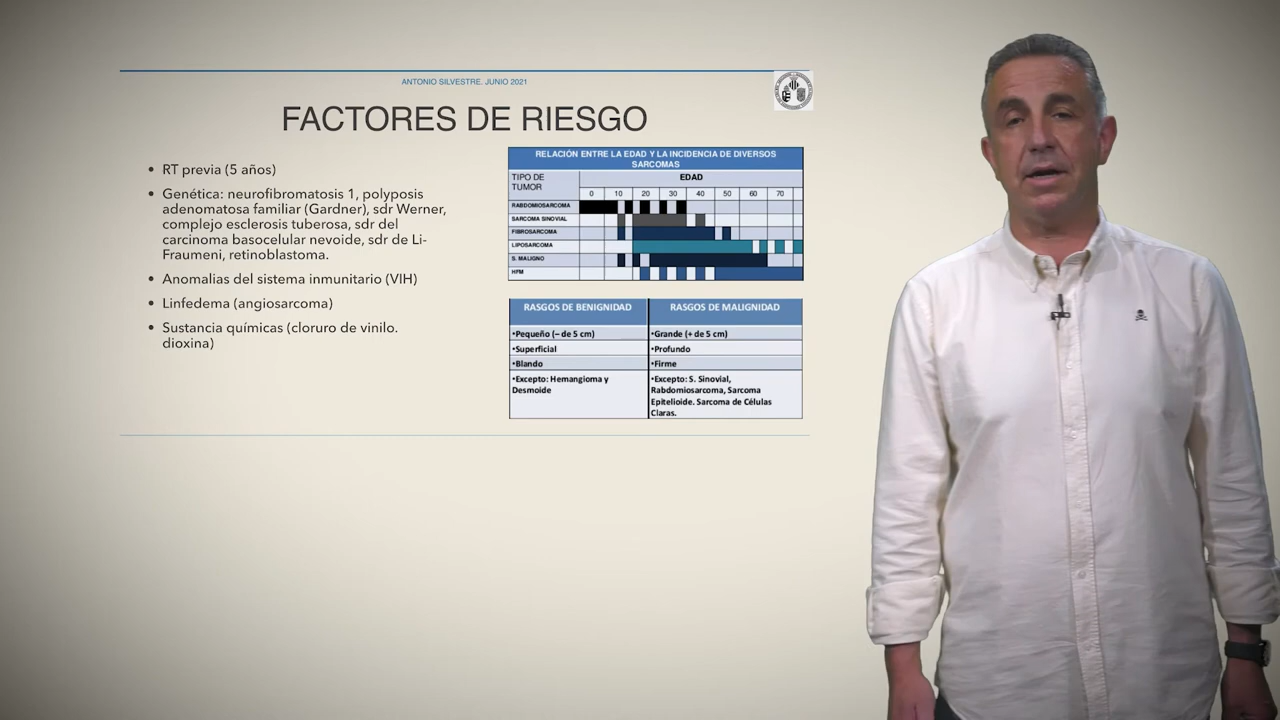 ANTONIO SILVESTRE. JUNIO 2021
FACTORES DE RIESGO
• RT previa (5 años)
• Genética: neurofibromatosis 1, polyposis
adenomatosa familiar (Gardner), sdr Werner,
complejo esclerosis tuberosa, sdr del
carcinoma basocelular nevoide, sdr de Li-
Fraumeni, retinoblastoma.
• Anomalias del sistema inmunitario (VIH)
• Linfedema (angiosarcoma)
• Sustancia químicas (cloruro de vinilo.
dioxina)
RELACIÓN ENTRE LA EDAD Y LA INCIDENCIA DE DIVERSOS
SARCOMAS
TIPO DE
TUMOR
EDAD
0 10 20 30 40 50 60 70
RABDOMIOSARCOMA
SARCOMA SINOVIAL
FIBROSARCOMA
LIPOSARCOMA
S. MALIGNO
HFM
RASGOS DE BENIGNIDAD
•Pequeño (– de 5 cm)
•Superficial
•Blando
•Excepto: Hemangioma y
Desmoide
RASGOS DE MALIGNIDAD
•Grande (+ de 5 cm)
•Profundo
•Firme
•Excepto: S. Sinovial,
Rabdomiosarcoma, Sarcoma
Epitelioide. Sarcoma de Células
Claras.